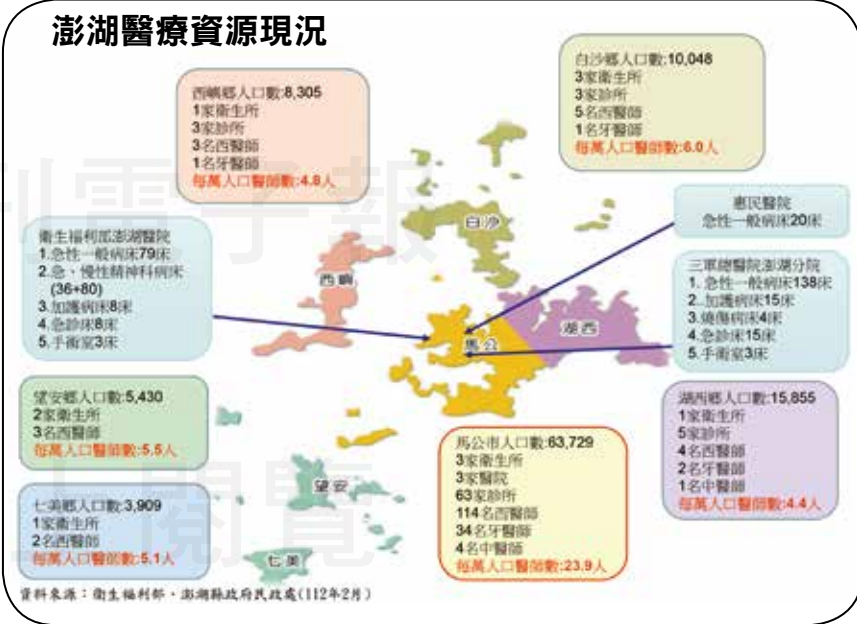 澎湖醫療資源現況
西嶼鄉人口數:8,305
1家衛生所
3家診所
3名西醫師
1名牙醫師
每萬人口醫師數:4.8人
白沙鄉人口數:10,048
3家衛生所
3家診所
5名西醫師
1名牙醫師
每萬人口醫師數:6.0人
惠民醫院
急性一般病床20床
衛生福利部澎湖醫院
1.急性一般病床79床
2.急、慢性精神科病床
(36+80)
3.加護病床8床
4.急診床8床
5.手術室3床
三軍總醫院澎湖分院
1. 急性一般病床138床
2..加護病床15床
3.燒傷病床4床
4.急診床15床
5.手術室3床
白沙
西嶼
湖西
馬公
望安
七美
望安鄉人口數:5,430
2家衛生所
3名西醫師
每萬人口醫師數:5.5人
七美鄉人口數:3,909
1家衛生所
2名西醫師
每萬人口醫師數:5.1人
馬公市人口數:63,729
3家衛生所
3家醫院
63家診所
114名西醫師
34名牙醫師
4名中醫師
每萬人口醫師數:23.9人
湖西鄉人口數:15,855
1家衛生所
5家診所
4名西醫師
2名牙醫師
1名中醫師
每萬人口醫師數:4.4人
資料來源：衛生福利部、澎湖縣政府民政處(112年2月)
刊電子報
上閱覽